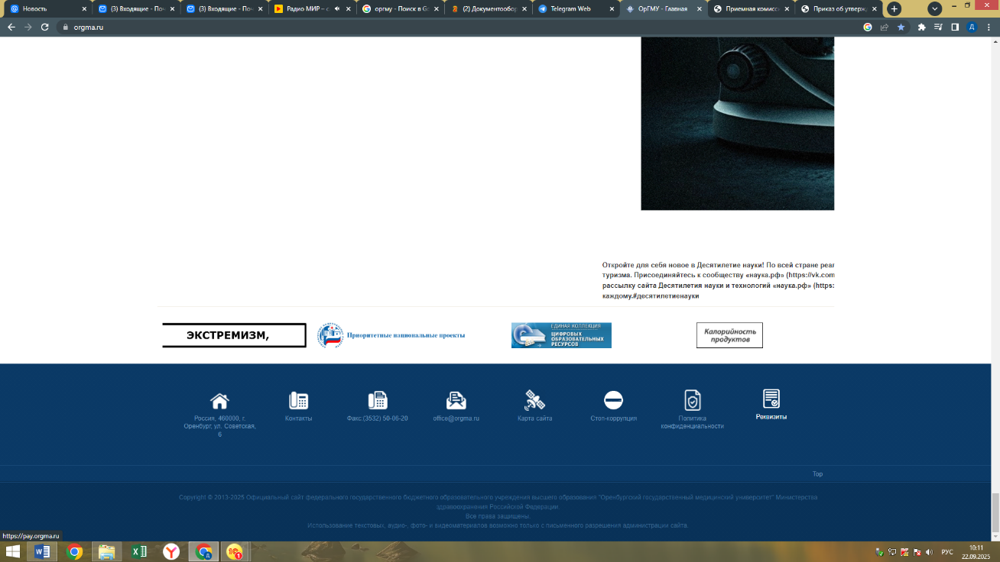 Новость
(3) Входящие - Поч
(3) Входящие - Поч
Радио МИР – с
оргму - Поиск в Go
(2) Документообор
Telegram Web
ОрГМУ - Главная
Приемная комисс
Приказ об утверж
orgma.ru
Д
Откройте для себя новое в Десятилетие науки! По всей стране реал
туризма. Присоединяйтесь к сообществу «наука.рф» (https://vk.com
рассылку сайта Десятилетия науки и технологий «наука.рф» (https:
каждому.#десятилетиенауки
ЭКСТРЕМИЗМ,
Приоритетные национальные проекты
ЕДИНАЯ КОЛЛЕКЦИЯ
ЦИФРОВЫХ
ОБРАЗОВАТЕЛЬНЫХ
РЕСУРСОВ
Калорийность
продуктов
Россия, 460000, г.
Оренбург, ул. Советская,
6
Контакты
Факс:(3532) 50-06-20
office@orgma.ru
Карта сайта
Стоп-коррупция
Политика
конфиденциальности
Реквизиты
Top
Copyright © 2013-2025 Официальный сайт федерального государственного бюджетного образовательного учреждения высшего образования "Оренбургский государственный медицинский университет" Министерства
здравоохранения Российской Федерации.
Все права защищены.
Использование текстовых, аудио-, фото- и видеоматериалов возможно только с письменного разрешения администрации сайта.
https://pay.orgma.ru
РУС
10:11
22.09.2025